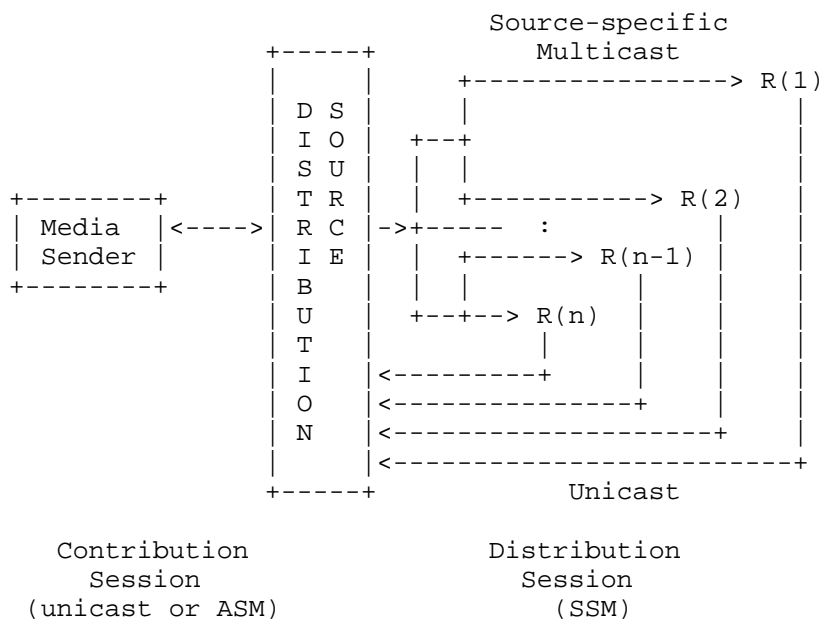 Source-specific
Multicast
R(1)
D S
I O
S U
T R R(2)
Media R C :
Sender I E R(n-1)
B
U R(n)
T
I
O
N
Unicast
Contribution Distribution
Session Session
(unicast or ASM) (SSM)